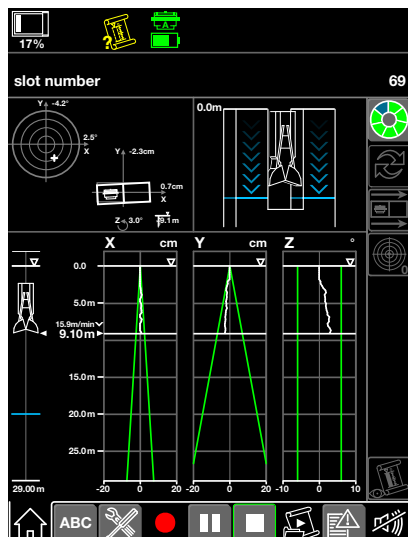 17%
?
slot number 69
Y -4.2°
2.5°
X
Y -2.3cm
0.7cm
X
Z 3.0°
9.1m
0.0m
0
X cm Y cm Z °
0.0
5.0m
15.9m/min
9.10m
15.0m
20.0m
25.0m
29.00m
-20 0 20 -20 0 20 -10 0 10
ABC